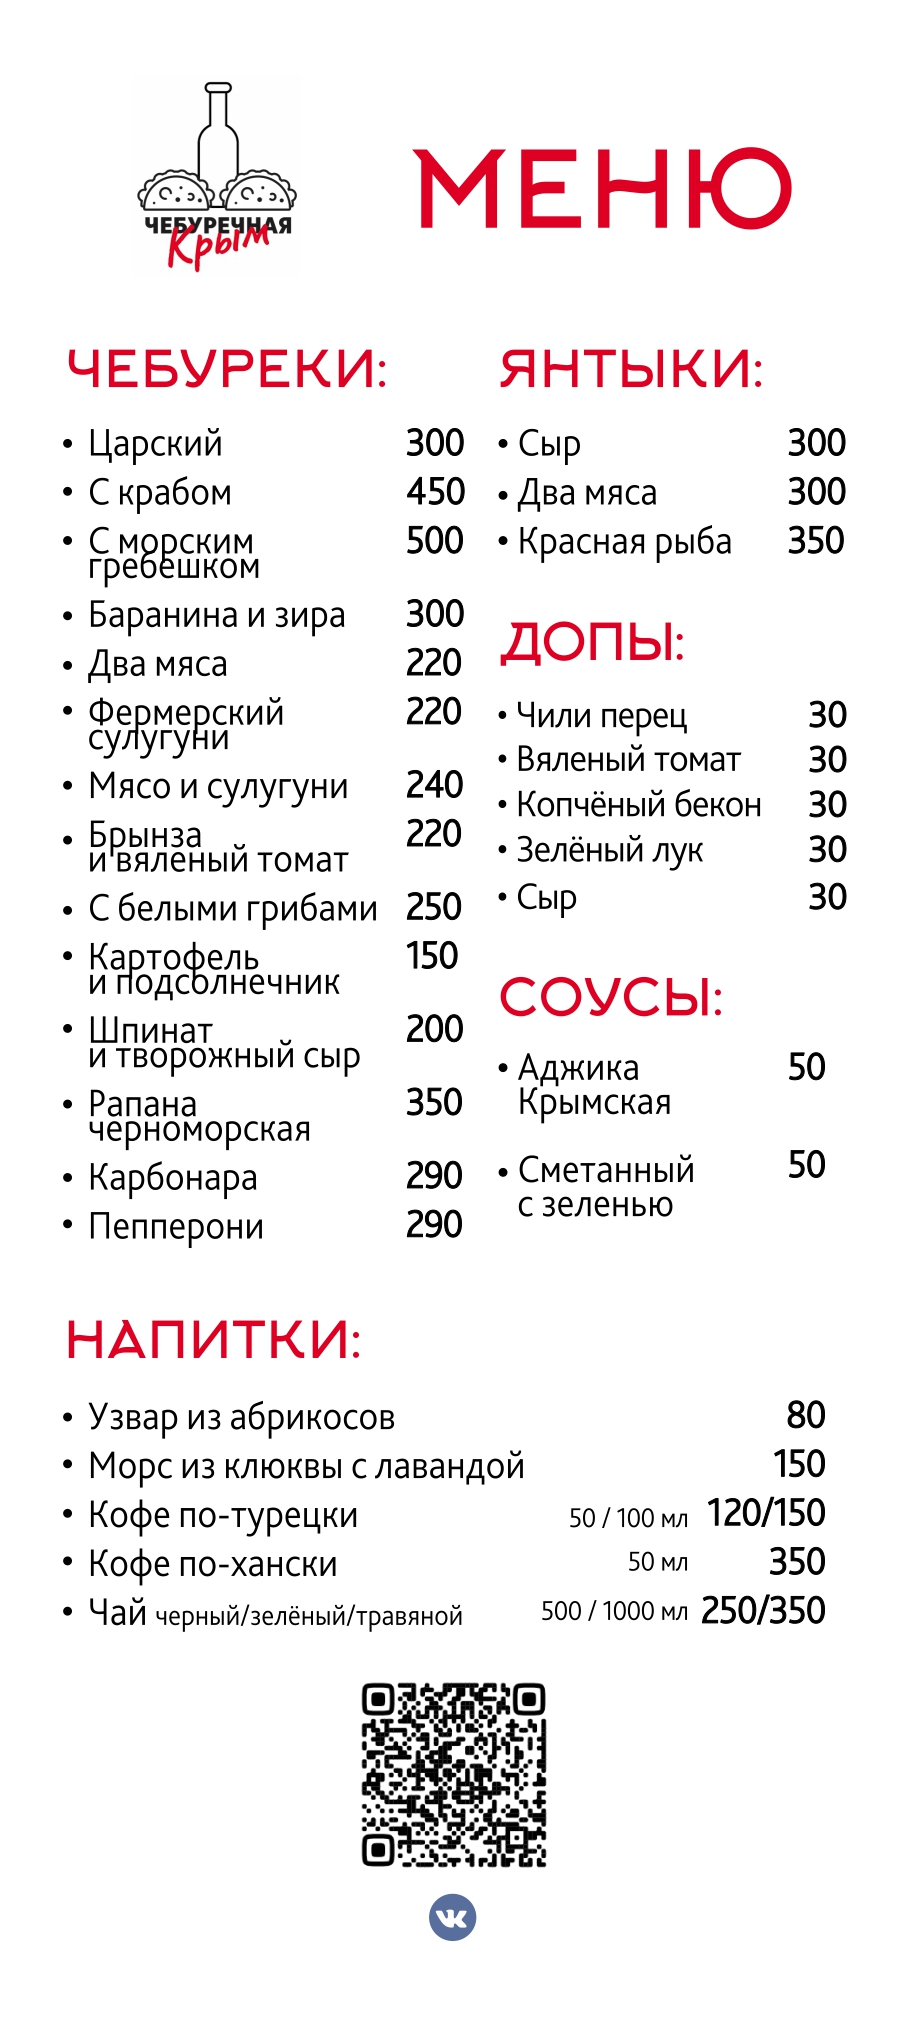 ЧЕБУРЕЧНАЯ
Крым
МЕНЮ
ЧЕБУРЕКИ:
• Царский 300
• С крабом 450
• С морским 500
гребешком
• Баранина и зира 300
• Два мяса 220
• Фермерский 220
сулугуни
• Мясо и сулугуни 240
• Брынза 220
и вяленый томат
• С белыми грибами 250
• Картофель 150
и подсолнечник
• Шпинат 200
и творожный сыр
• Рапана 350
черноморская
• Карбонара 290
• Пепперони 290
ЯНТЫКИ:
• Сыр 300
• Два мяса 300
• Красная рыба 350
ДОПЫ:
• Чили перец 30
• Вяленый томат 30
• Копчёный бекон 30
• Зелёный лук 30
• Сыр 30
СОУСЫ:
• Аджика 50
Крымская
• Сметанный 50
с зеленью
НАПИТКИ:
• Узвар из абрикосов 80
• Морс из клюквы с лавандой 150
• Кофе по-турецки 50 / 100 мл 120/150
• Кофе по-хански 50 мл 350
• Чай черный/зелёный/травяной 500 / 1000 мл 250/350